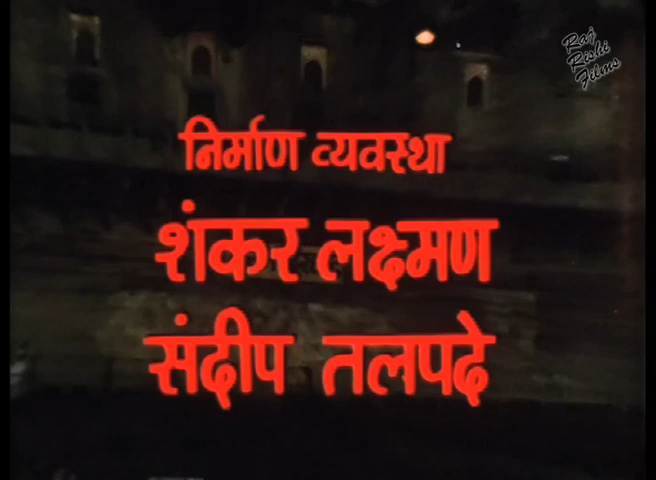 Raj
Rishi
Films
निर्माण व्यवस्था
शंकर लक्ष्मण
संदीप तलपदे